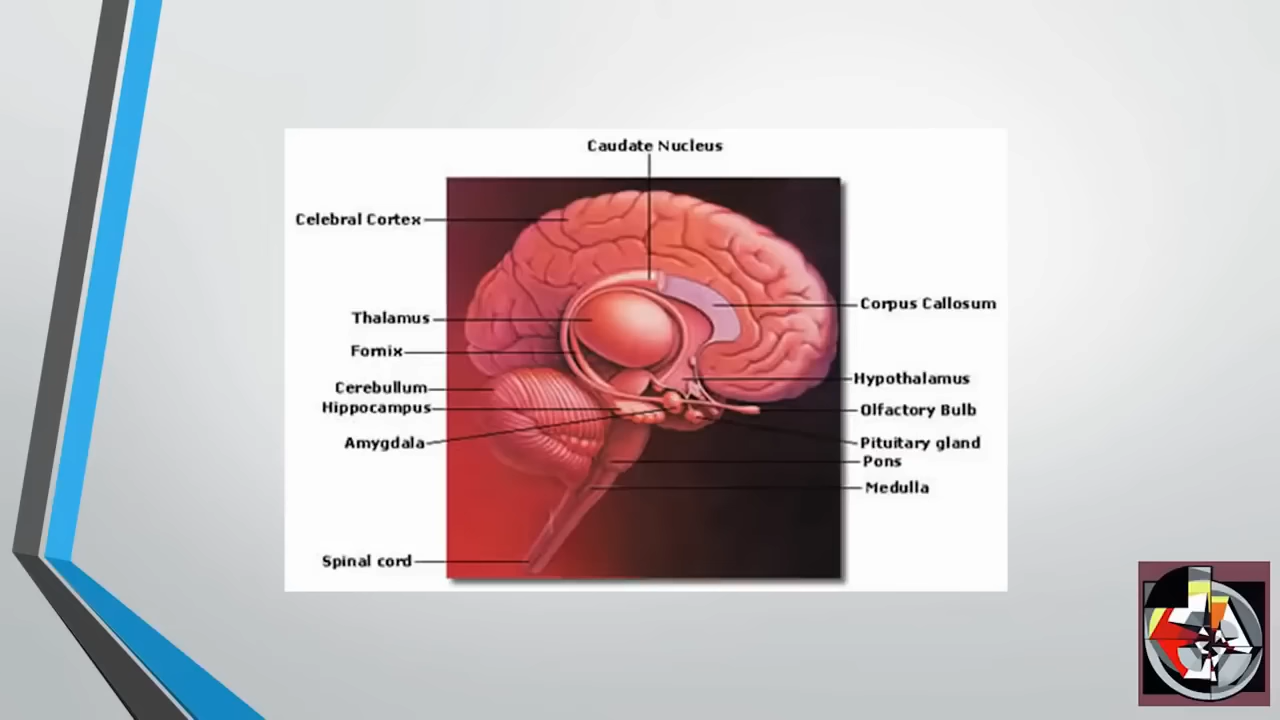 Caudate Nucleus
Celebral Cortex
Corpus Callosum
Thalamus
Fornix
Hypothalamus
Cerebullum
Hippocampus
Olfactory Bulb
Amygdala
Pituitary gland
Pons
Medulla
Spinal cord